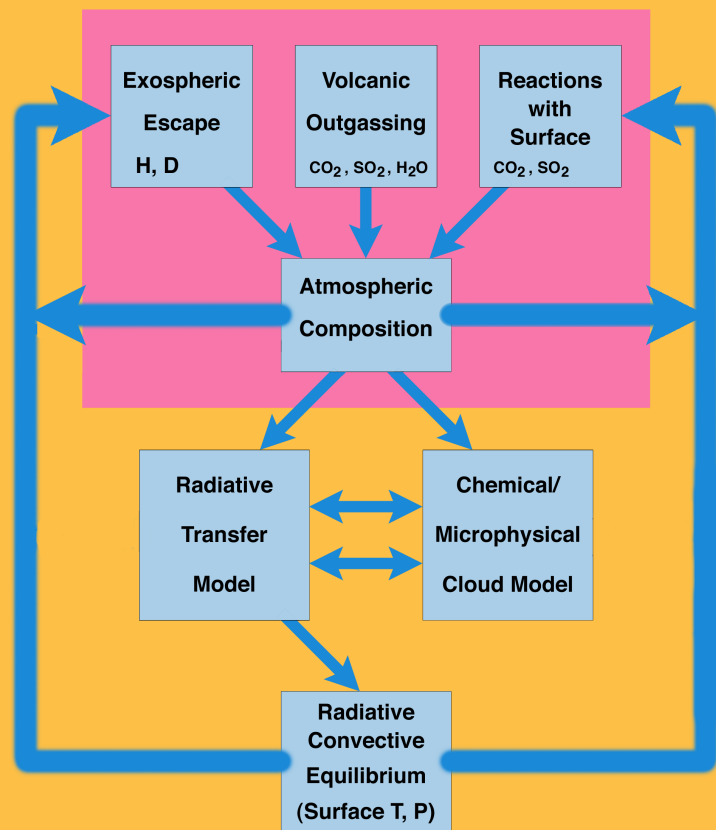 Exospheric
Escape
H, D
Volcanic
Outgassing
CO₂, SO₂, H₂O
Reactions
with
Surface
CO₂, SO₂
Atmospheric
Composition
Radiative
Transfer
Model
Chemical/
Microphysical
Cloud Model
Radiative
Convective
Equilibrium
(Surface T, P)